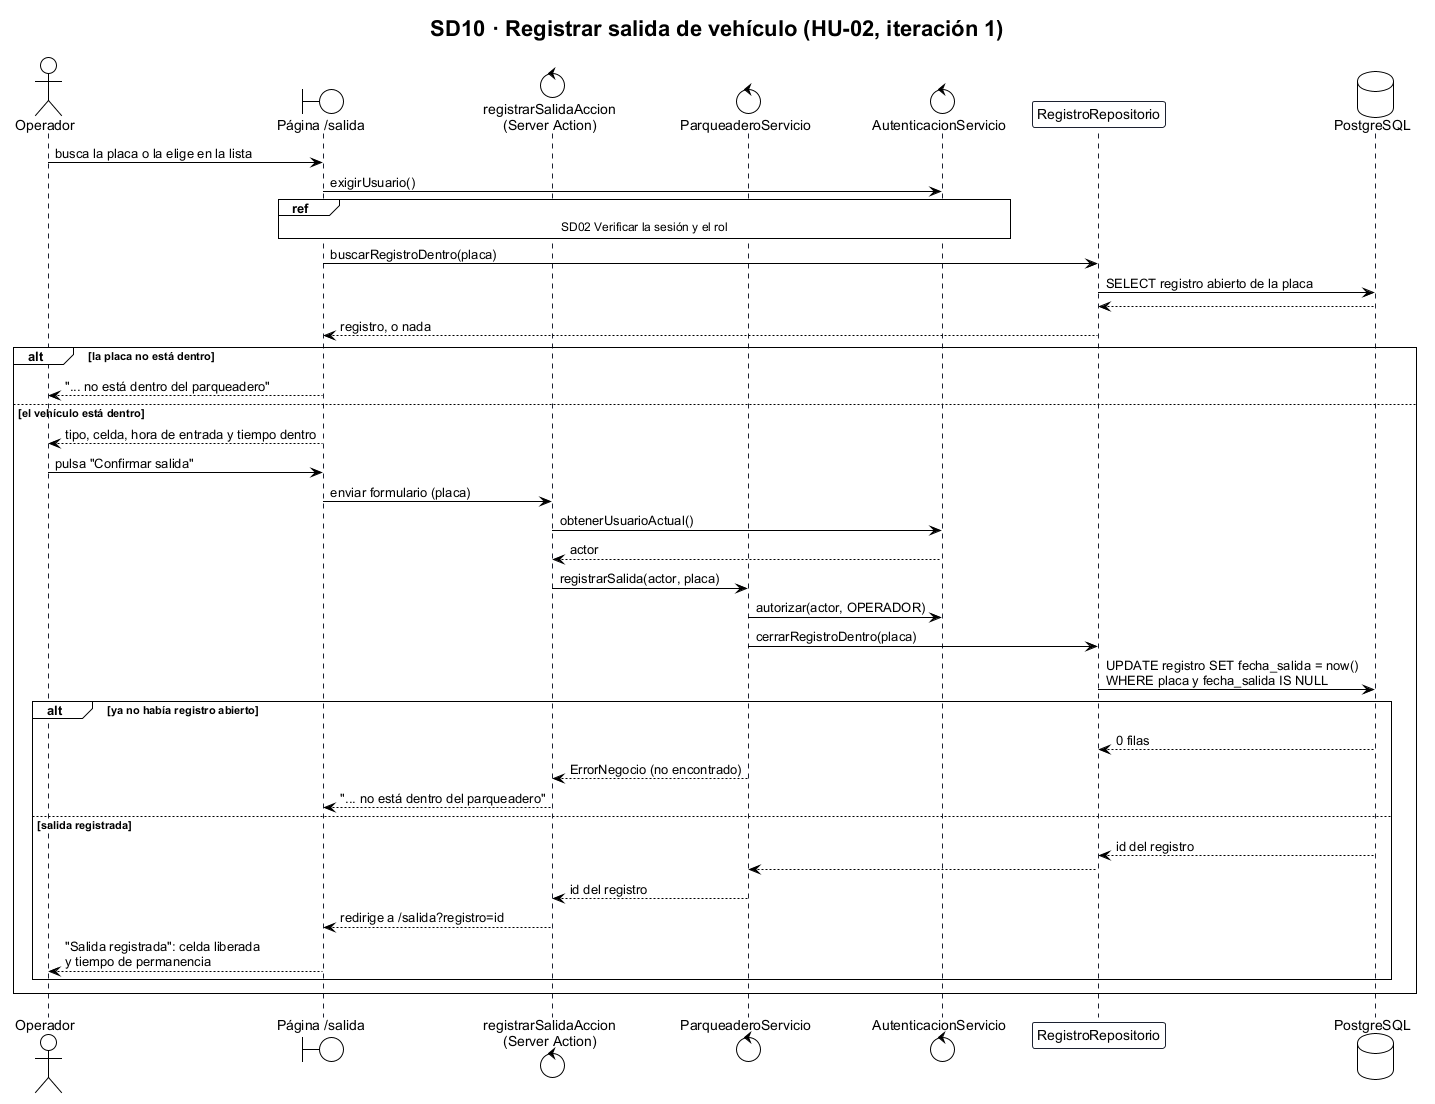 SD10 · Registrar salida de vehículo (HU-02, iteración 1)
Operador
Página /salida
registrarSalidaAccion
(Server Action)
ParqueaderoServicio
AutenticacionServicio
RegistroRepositorio
PostgreSQL
busca la placa o la elige en la lista
exigirUsuario()
ref
SD02 Verificar la sesión y el rol
buscarRegistroDentro(placa)
SELECT registro abierto de la placa
registro, o nada
alt [la placa no está dentro]
"... no está dentro del parqueadero"
[el vehículo está dentro]
tipo, celda, hora de entrada y tiempo dentro
pulsa "Confirmar salida"
enviar formulario (placa)
obtenerUsuarioActual()
actor
registrarSalida(actor, placa)
autorizar(actor, OPERADOR)
cerrarRegistroDentro(placa)
UPDATE registro SET fecha_salida = now()
WHERE placa y fecha_salida IS NULL
alt [ya no había registro abierto]
0 filas
ErrorNegocio (no encontrado)
"... no está dentro del parqueadero"
[salida registrada]
id del registro
id del registro
redirige a /salida?registro=id
"Salida registrada": celda liberada
y tiempo de permanencia
Operador
Página /salida
registrarSalidaAccion
(Server Action)
ParqueaderoServicio
AutenticacionServicio
RegistroRepositorio
PostgreSQL